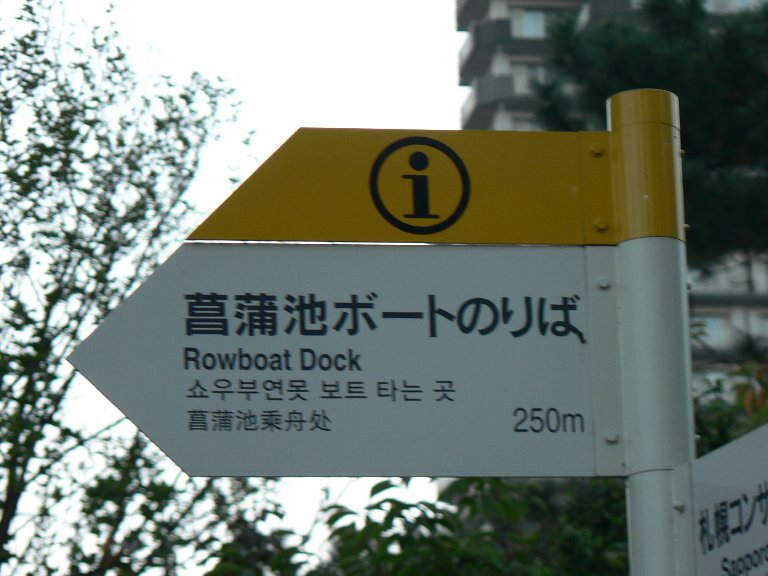 i
菖蒲池ボートのりば
Rowboat Dock
쇼우부연못 보트 타는 곳
菖蒲池乘舟处
250m
札幌コンサ
Sapporo